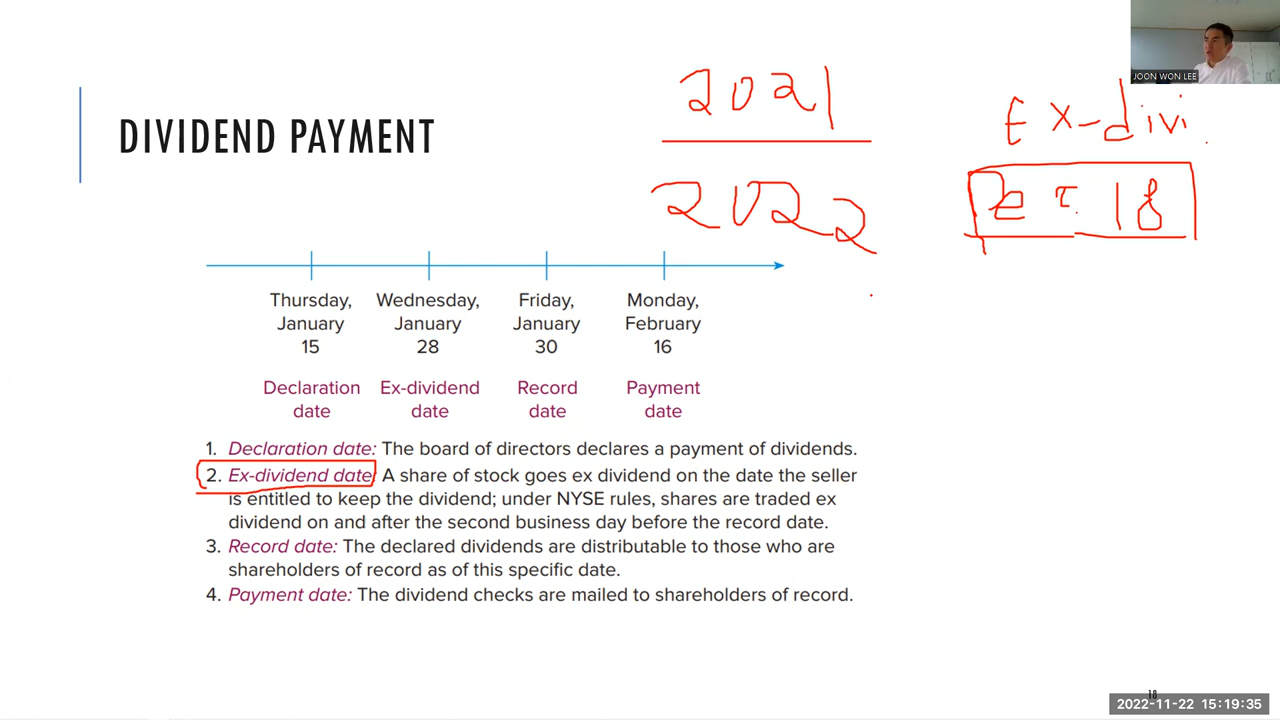 JOON WON LEE
DIVIDEND PAYMENT
2021
2022
Ex-divi
18
Thursday, January 15
Wednesday, January 28
Friday, January 30
Monday, February 16
Declaration date
Ex-dividend date
Record date
Payment date
1. Declaration date: The board of directors declares a payment of dividends.
2. Ex-dividend date: A share of stock goes ex dividend on the date the seller
is entitled to keep the dividend; under NYSE rules, shares are traded ex
dividend on and after the second business day before the record date.
3. Record date: The declared dividends are distributable to those who are
shareholders of record as of this specific date.
4. Payment date: The dividend checks are mailed to shareholders of record.
18
2022-11-22 15:19:35